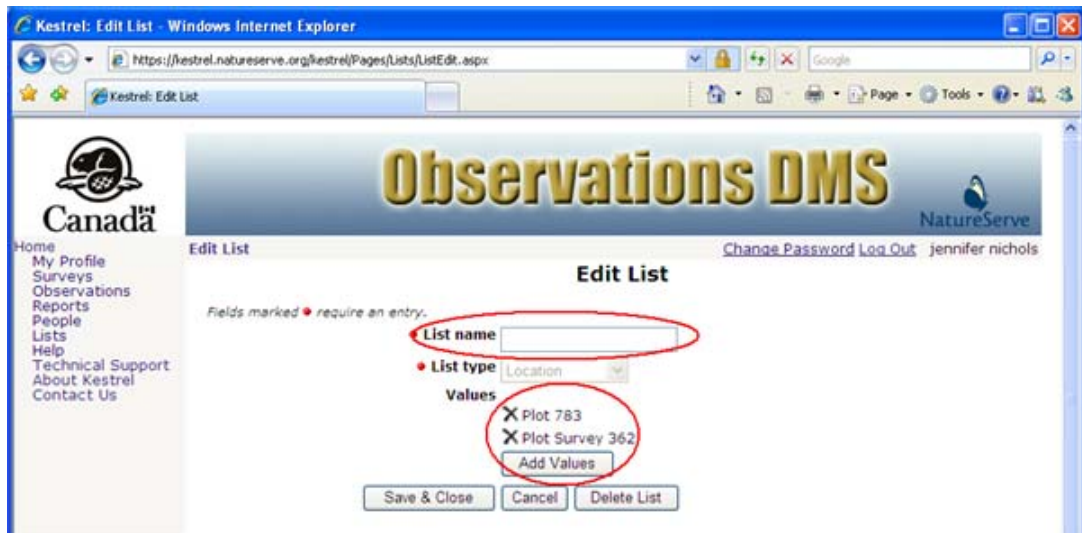 Kestrel: Edit List - Windows Internet Explorer
https://kestrel.natureserve.org/kestrel/Pages/Lists/ListEdit.aspx
Google
Kestrel: Edit List
Page
Tools
Observations DMS
Canada
NatureServe
Home
My Profile
Surveys
Observations
Reports
People
Lists
Help
Technical Support
About Kestrel
Contact Us
Edit List
Change Password Log Out jennifer nichols
Edit List
Fields marked require an entry.
List name
List type Location
Values
X Plot 783
X Plot Survey 362
Add Values
Save & Close Cancel Delete List